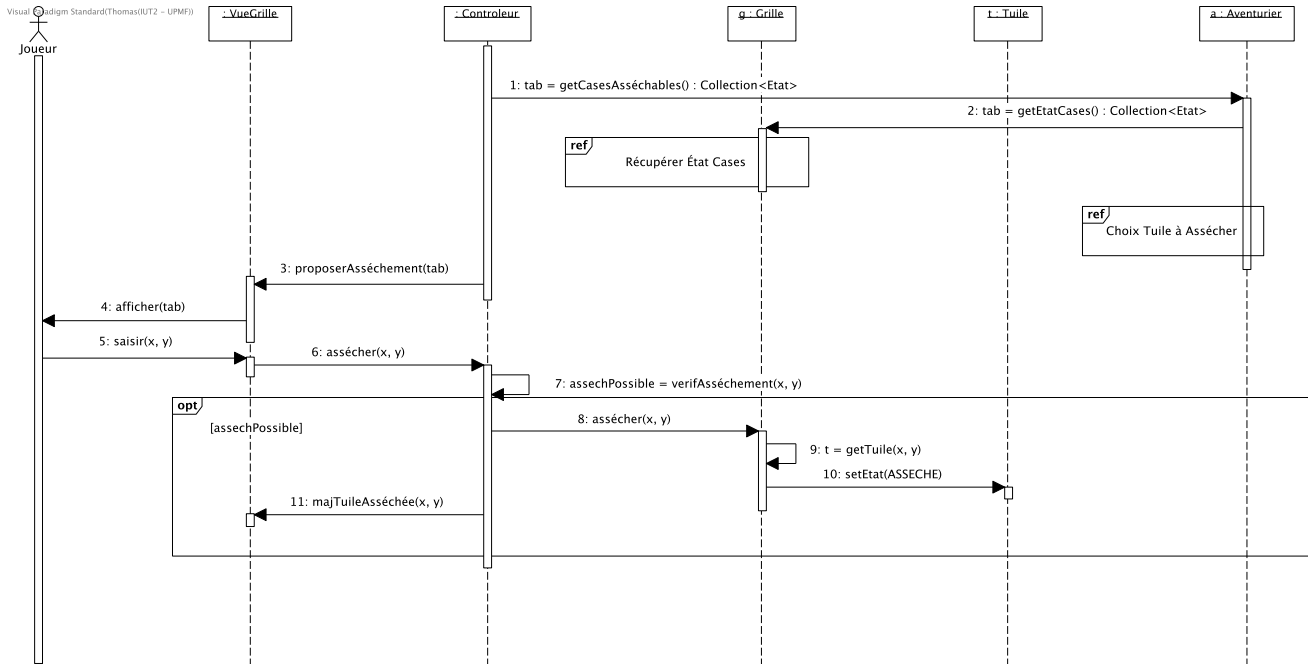 Visual Paradigm Standard(Thomas(IUT2 - UPMF))
Joueur
: VueGrille
: Controleur
g : Grille
t : Tuile
a : Aventurier
1: tab = getCasesAsséchables() : Collection<Etat>
2: tab = getEtatCases() : Collection<Etat>
ref
Récupérer État Cases
ref
Choix Tuile à Assécher
3: proposerAsséchement(tab)
4: afficher(tab)
5: saisir(x, y)
6: assécher(x, y)
7: assechPossible = verifAsséchement(x, y)
opt
[assechPossible]
8: assécher(x, y)
9: t = getTuile(x, y)
10: setEtat(ASSECHE)
11: majTuileAsséchée(x, y)